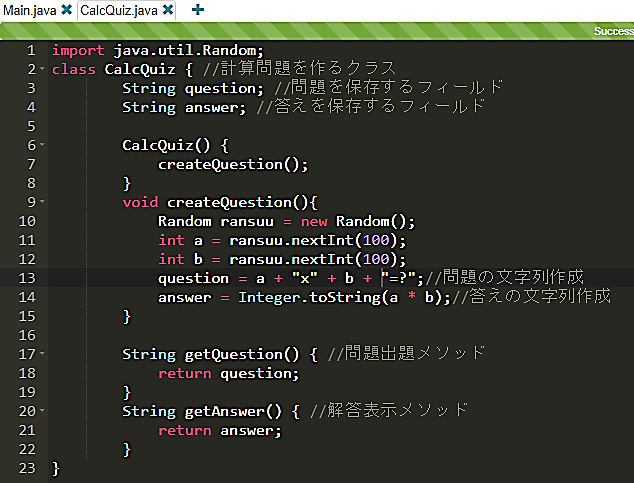 Main.java ✖ CalcQuiz.java ✖ +
Success
1 import java.util.Random;
2 class CalcQuiz { //計算問題を作るクラス
3 String question; //問題を保存するフィールド
4 String answer; //答えを保存するフィールド
5
6 CalcQuiz() {
7 createQuestion();
8 }
9 void createQuestion(){
10 Random ransuu = new Random();
11 int a = ransuu.nextInt(100);
12 int b = ransuu.nextInt(100);
13 question = a + "x" + b + "=?";//問題の文字列作成
14 answer = Integer.toString(a * b);//答えの文字列作成
15 }
16
17 String getQuestion() { //問題出題メソッド
18 return question;
19 }
20 String getAnswer() { //解答表示メソッド
21 return answer;
22 }
23 }